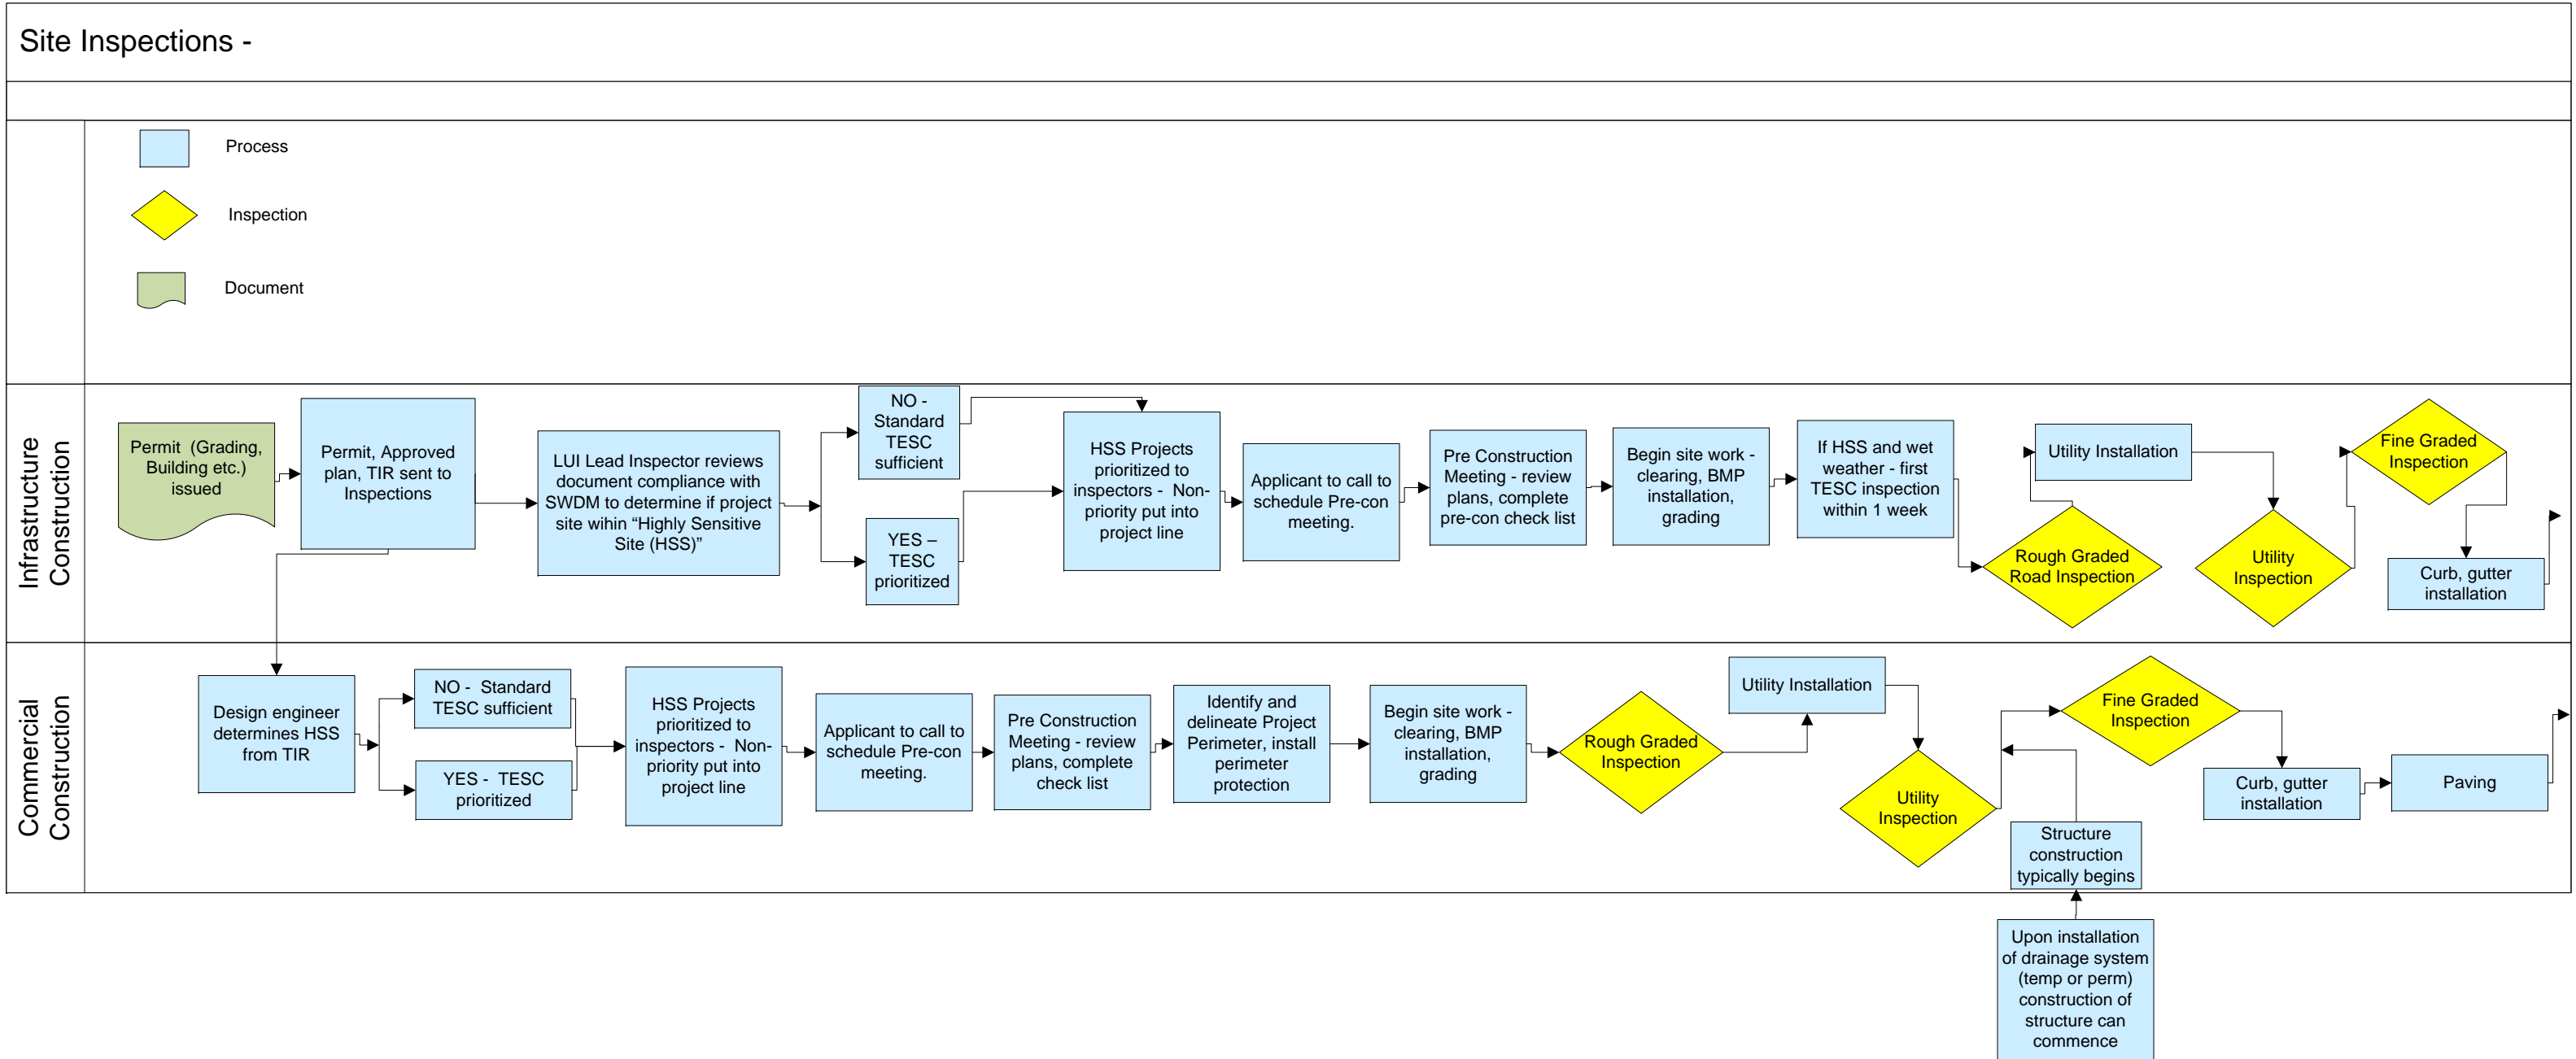 Site Inspections -
Process
Inspection
Document
Infrastructure
Construction
Permit  (Grading,
Building etc.)
issued
Permit, Approved
plan, TIR sent to
Inspections
LUI Lead Inspector reviews
document compliance with
SWDM to determine if project
site wihin “Highly Sensitive
Site (HSS)”
NO -
Standard
TESC
sufficient
YES –
TESC
prioritized
HSS Projects
prioritized to
inspectors -  Non-
priority put into
project line
Applicant to call to
schedule Pre-con
meeting.
Pre Construction
Meeting - review
plans, complete
pre-con check list
Begin site work -
clearing, BMP
installation,
grading
If HSS and wet
weather - first
TESC inspection
within 1 week
Rough Graded
Road Inspection
Utility Installation
Utility
Inspection
Fine Graded
Inspection
Curb, gutter
installation
Commercial
Construction
Design engineer
determines HSS
from TIR
NO -  Standard
TESC sufficient
YES -  TESC
prioritized
HSS Projects
prioritized to
inspectors -  Non-
priority put into
project line
Applicant to call to
schedule Pre-con
meeting.
Pre Construction
Meeting - review
plans, complete
check list
Identify and
delineate Project
Perimeter, install
perimeter
protection
Begin site work -
clearing, BMP
installation,
grading
Rough Graded
Inspection
Utility Installation
Utility
Inspection
Structure
construction
typically begins
Fine Graded
Inspection
Curb, gutter
installation
Paving
Upon installation
of drainage system
(temp or perm)
construction of
structure can
commence